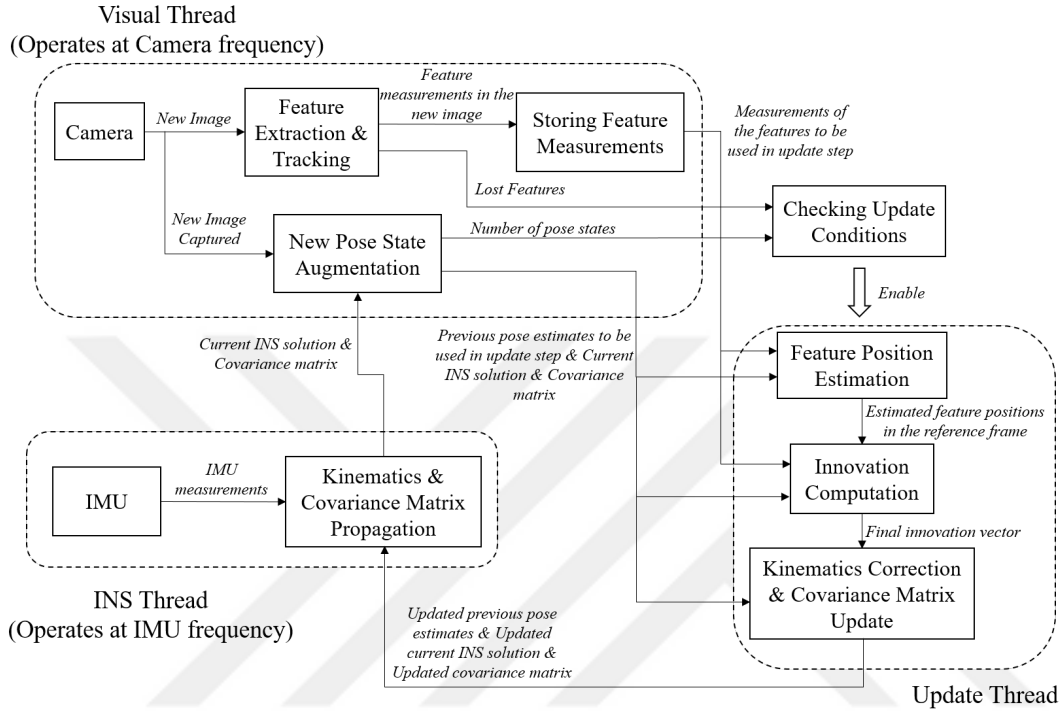 Visual Thread
(Operates at Camera frequency)
Feature
measurements in the
new image
Camera
New Image
Feature
Extraction &
Tracking
Storing Feature
Measurements
Measurements of
the features to be
used in update step
Lost Features
New Image
Captured
New Pose State
Augmentation
Number of pose states
Checking Update
Conditions
Enable
Current INS solution &
Covariance matrix
Previous pose estimates to be
used in update step & Current
INS solution & Covariance
matrix
Feature Position
Estimation
Estimated feature positions
in the reference frame
IMU
IMU
measurements
Kinematics &
Covariance Matrix
Propagation
Innovation
Computation
Final innovation vector
INS Thread
(Operates at IMU frequency)
Kinematics Correction
& Covariance Matrix
Update
Updated previous pose
estimates & Updated
current INS solution &
Updated covariance matrix
Update Thread